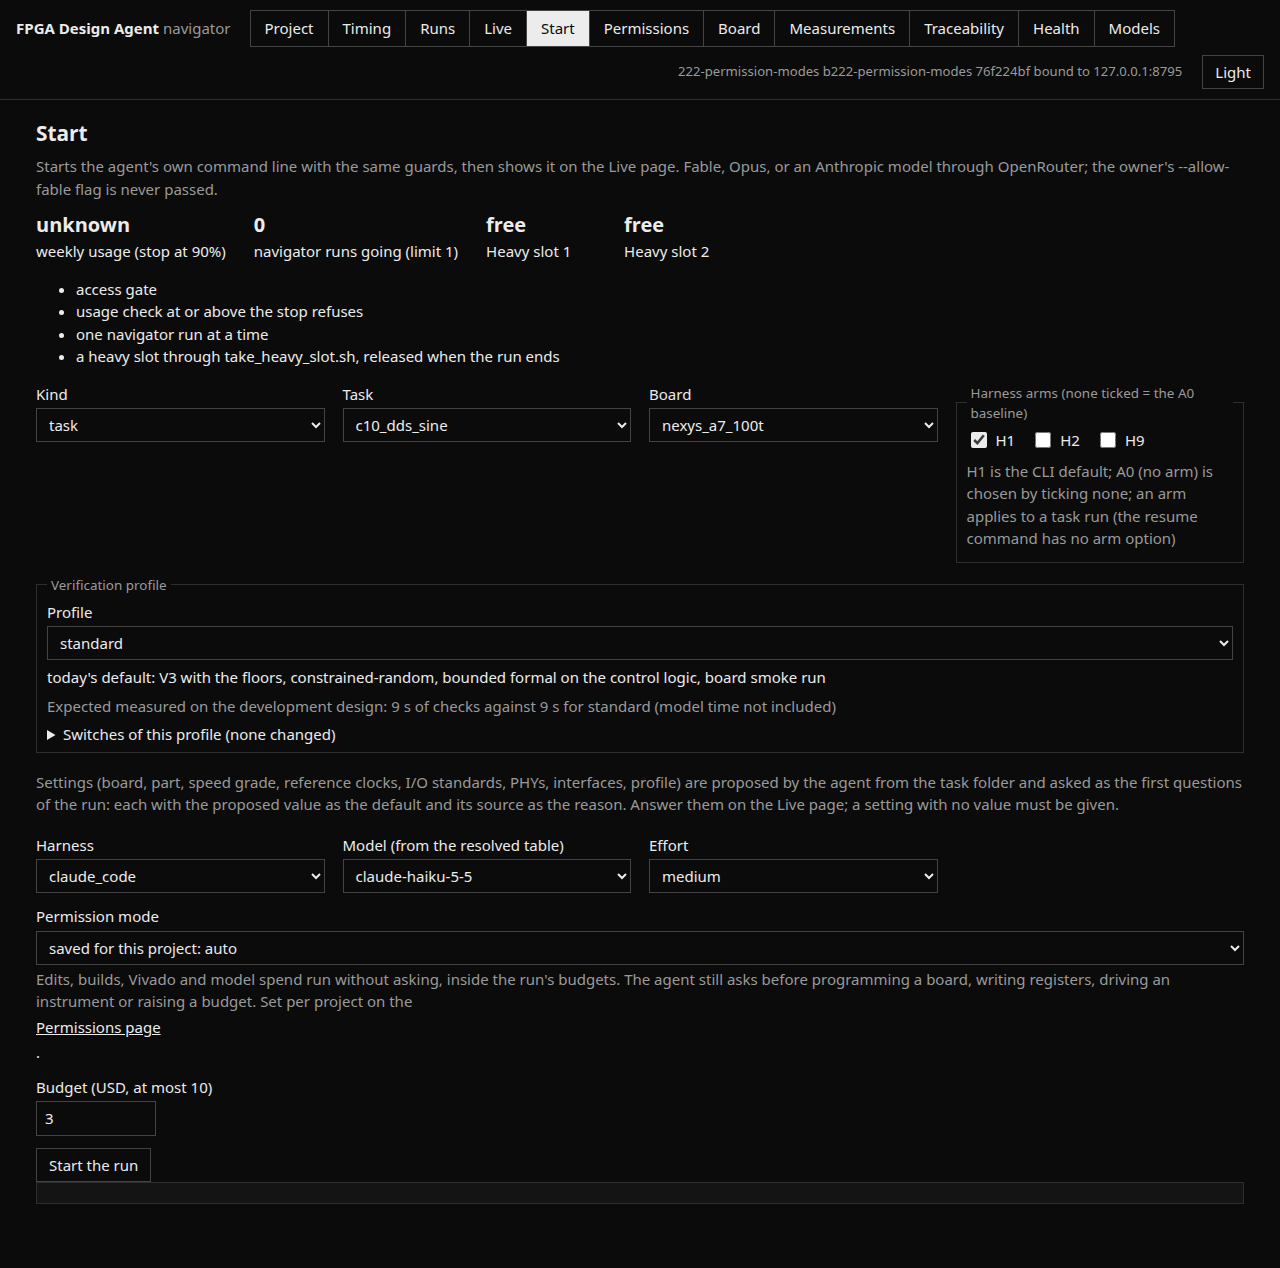 FPGA Design Agent navigator
Project Timing Runs Live Start Permissions Board Measurements Traceability Health Models
222-permission-modes b222-permission-modes 76f224bf bound to 127.0.0.1:8795 Light
Start
Starts the agent's own command line with the same guards, then shows it on the Live page. Fable, Opus, or an Anthropic model through OpenRouter; the owner's --allow-
fable flag is never passed.
unknown 0 free free
weekly usage (stop at 90%) navigator runs going (limit 1) Heavy slot 1 Heavy slot 2
• access gate
• usage check at or above the stop refuses
• one navigator run at a time
• a heavy slot through take_heavy_slot.sh, released when the run ends
Kind Task Board
task c10_dds_sine nexys_a7_100t
Harness arms (none ticked = the A0
baseline)
H1 H2 H9
H1 is the CLI default; A0 (no arm) is
chosen by ticking none; an arm
applies to a task run (the resume
command has no arm option)
Verification profile
Profile
standard
today's default: V3 with the floors, constrained-random, bounded formal on the control logic, board smoke run
Expected measured on the development design: 9 s of checks against 9 s for standard (model time not included)
Switches of this profile (none changed)
Settings (board, part, speed grade, reference clocks, I/O standards, PHYs, interfaces, profile) are proposed by the agent from the task folder and asked as the first questions
of the run: each with the proposed value as the default and its source as the reason. Answer them on the Live page; a setting with no value must be given.
Harness Model (from the resolved table) Effort
claude_code claude-haiku-5-5 medium
Permission mode
saved for this project: auto
Edits, builds, Vivado and model spend run without asking, inside the run's budgets. The agent still asks before programming a board, writing registers, driving an
instrument or raising a budget. Set per project on the
Permissions page
.
Budget (USD, at most 10)
3
Start the run